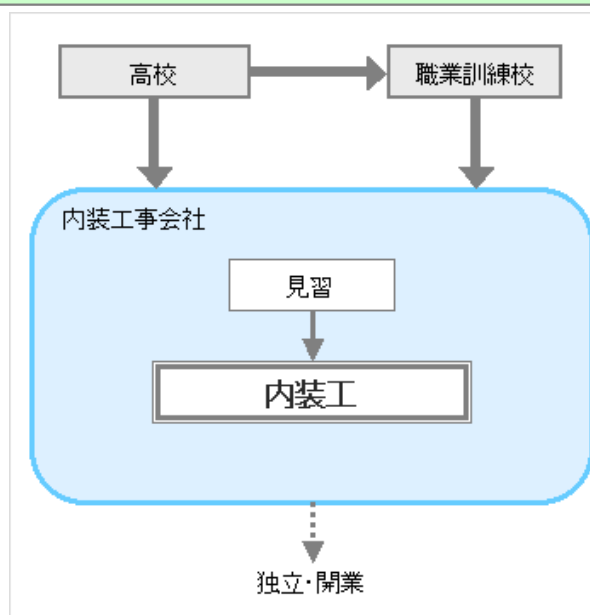 高校
職業訓練校
内装工事会社
見習
内装工
独立・開業